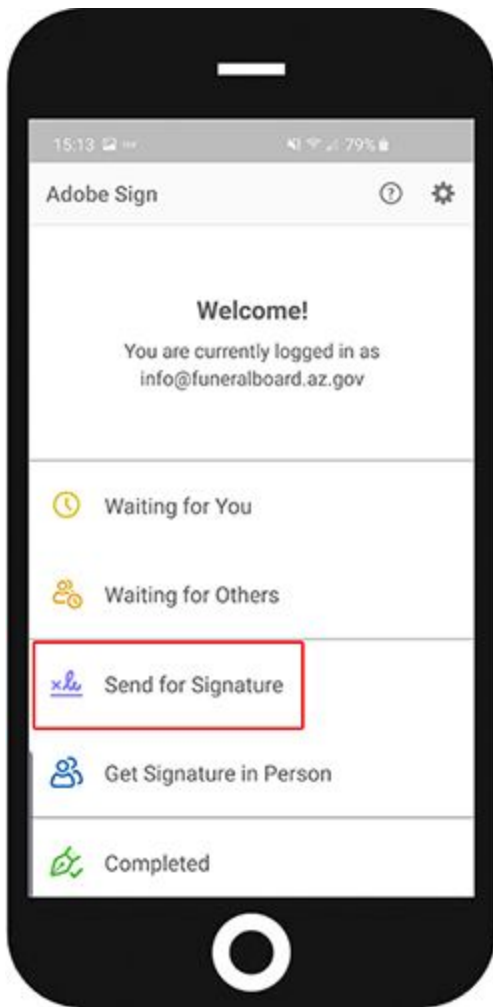 15:13
79%
Adobe Sign
Welcome!
You are currently logged in as
info@funeralboard.az.gov
Waiting for You
Waiting for Others
Send for Signature
Get Signature in Person
Completed